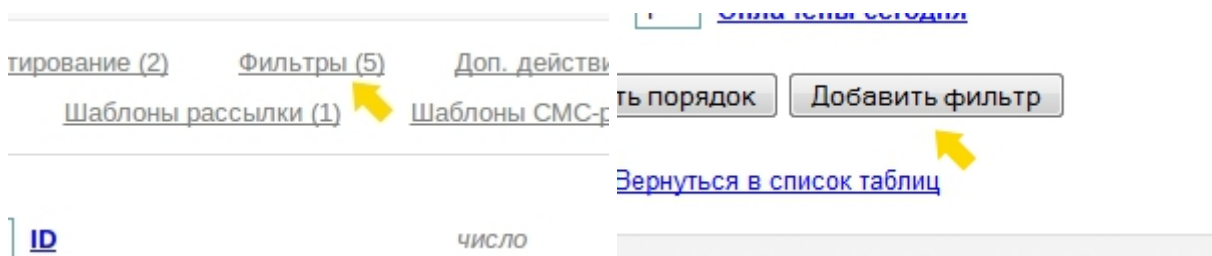 тирование (2) Фильтры (5) Доп. действи
Шаблоны рассылки (1) Шаблоны СМС-р
ID число
Оплачены сегодня
ть порядок Добавить фильтр
Вернуться в список таблиц